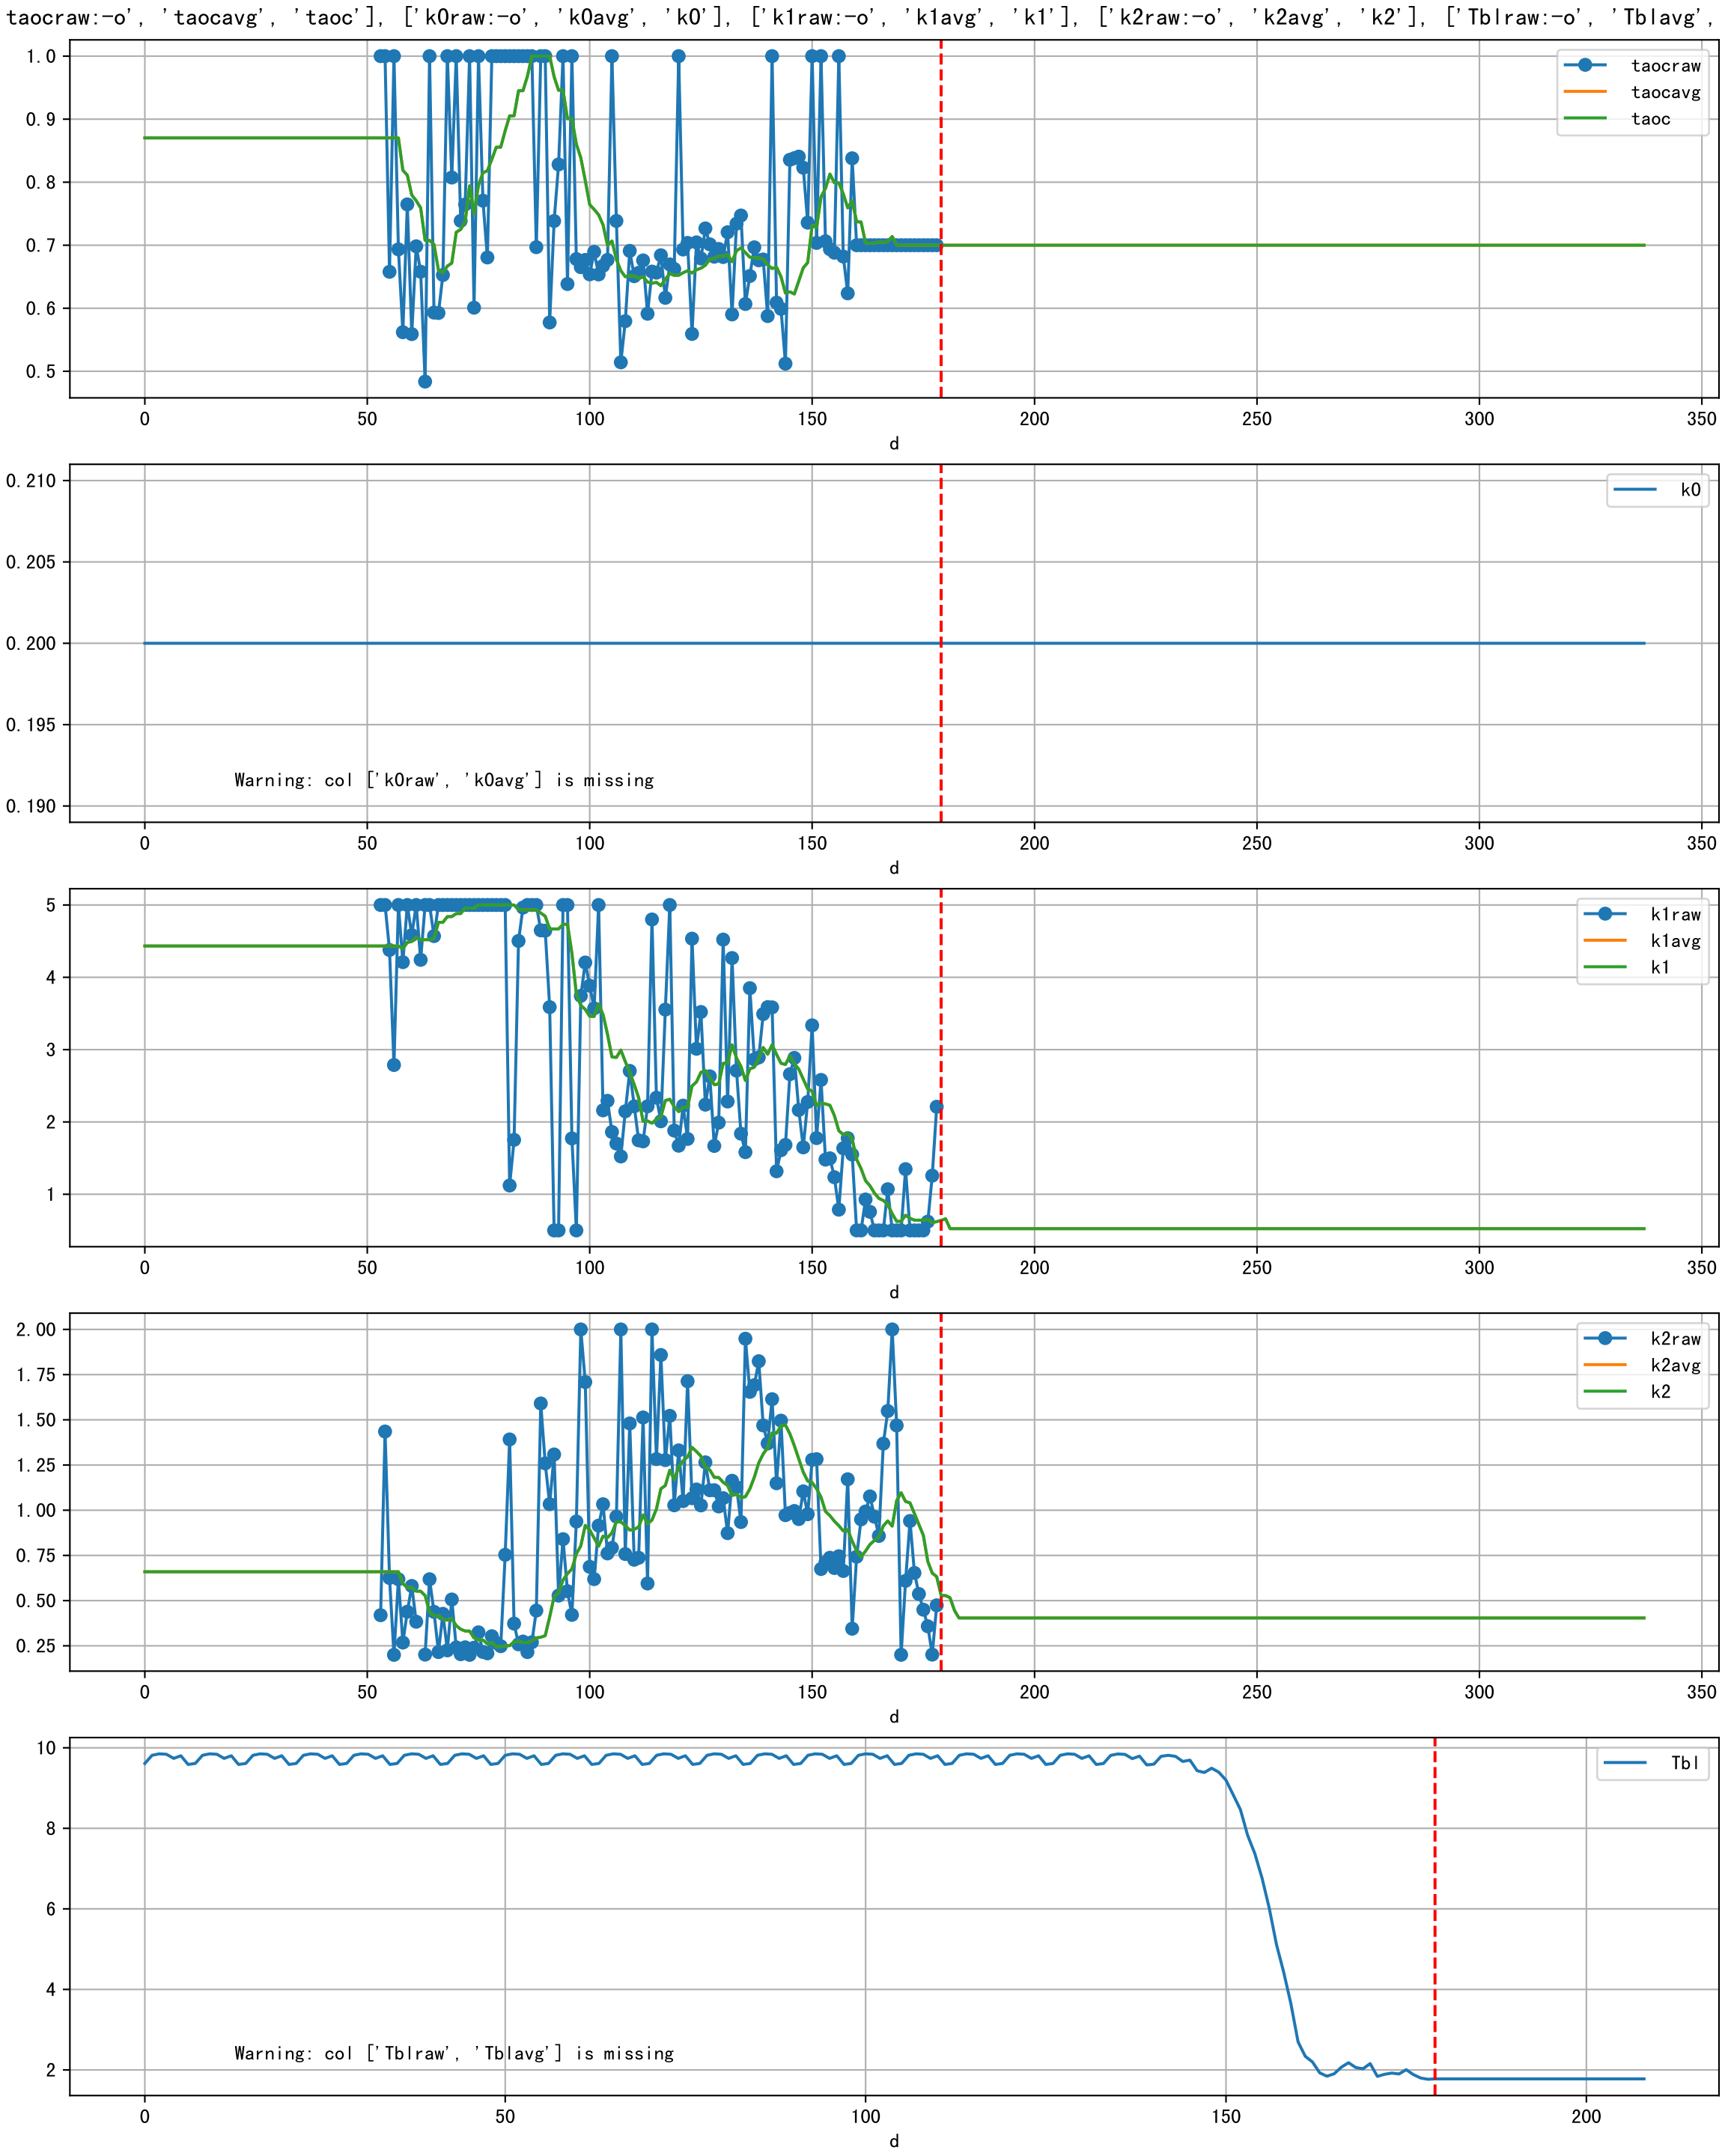 taocraw:-o', 'taocavg', 'taoc'], ['k0raw:-o', 'k0avg', 'k0'], ['k1raw:-o', 'k1avg', 'k1'], ['k2raw:-o', 'k2avg', 'k2'], ['Tblraw:-o', 'Tblavg',
1.0
0.9
0.8
0.7
0.6
0.5
taocraw
taocavg
taoc
0 50 100 150 200 250 300 350
d
0.210
0.205
0.200
0.195
0.190
k0
Warning: col ['k0raw', 'k0avg'] is missing
0 50 100 150 200 250 300 350
d
5
4
3
2
1
k1raw
k1avg
k1
0 50 100 150 200 250 300 350
d
2.00
1.75
1.50
1.25
1.00
0.75
0.50
0.25
k2raw
k2avg
k2
0 50 100 150 200 250 300 350
d
10
8
6
4
2
Tbl
Warning: col ['Tblraw', 'Tblavg'] is missing
0 50 100 150 200
d